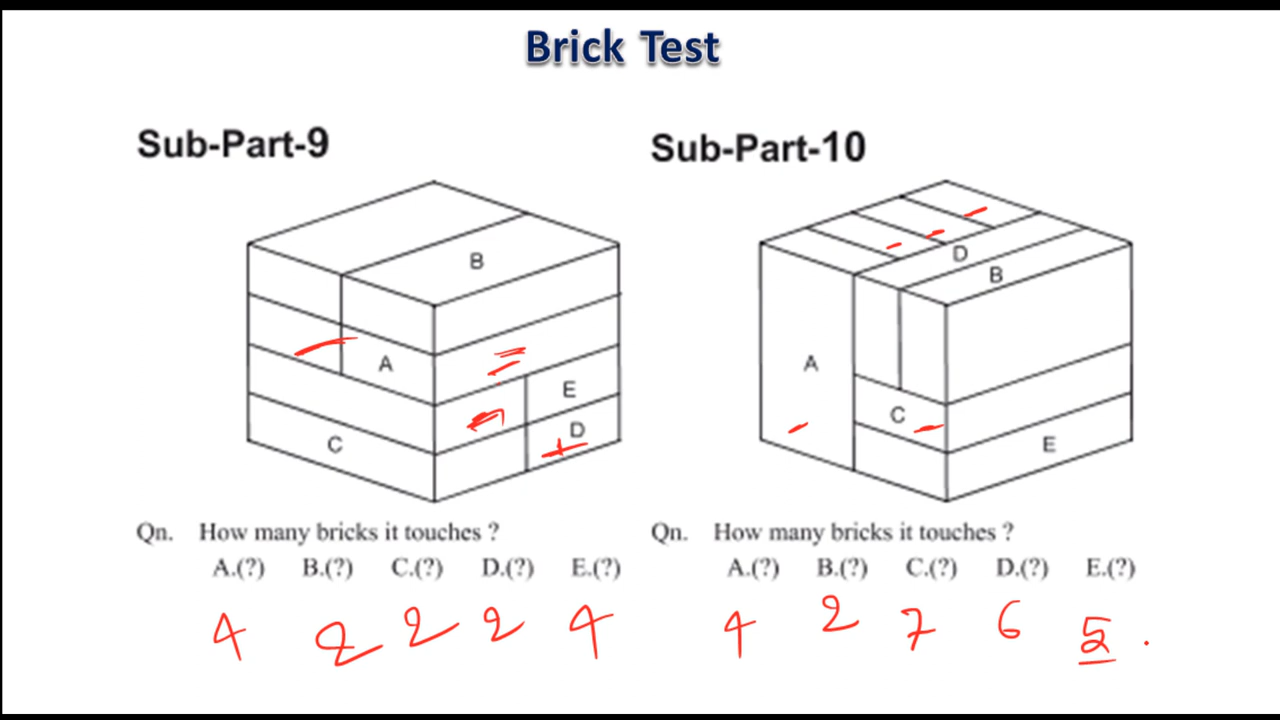 Brick Test
Sub-Part-9
Sub-Part-10
B
A
E
D
C
D
B
A
C
E
Qn. How many bricks it touches ?
A.(?) B.(?) C.(?) D.(?) E.(?)
4 2 2 2 4
Qn. How many bricks it touches ?
A.(?) B.(?) C.(?) D.(?) E.(?)
4 2 7 6 5